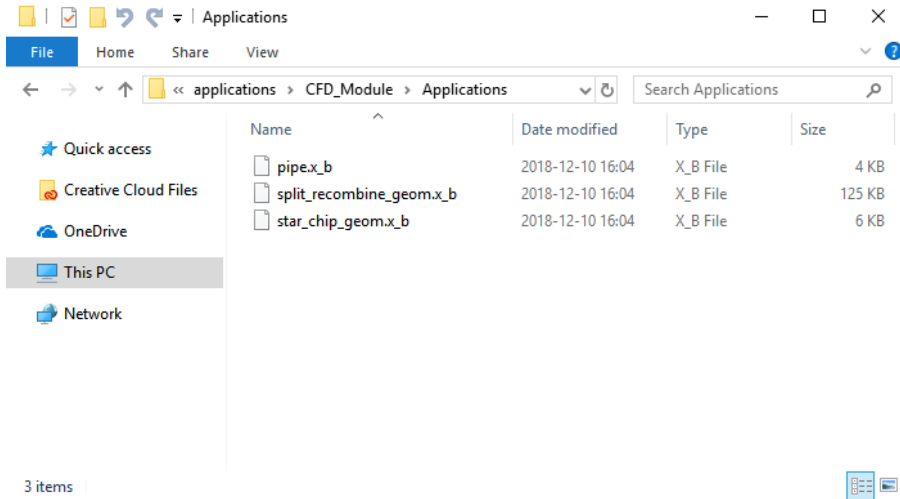 Applications
File Home Share View
« applications › CFD_Module › Applications Search Applications
Name Date modified Type Size
Quick access
pipe.x_b 2018-12-10 16:04 X_B File 4 KB
Creative Cloud Files
split_recombine_geom.x_b 2018-12-10 16:04 X_B File 125 KB
star_chip_geom.x_b 2018-12-10 16:04 X_B File 6 KB
OneDrive
This PC
Network
3 items